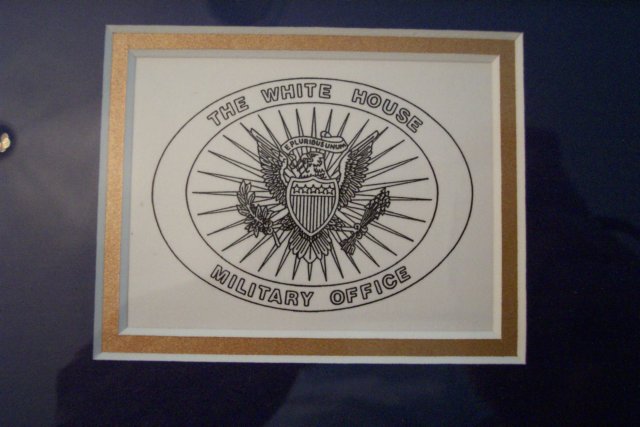 THE WHITE HOUSE
E PLURIBUS UNUM
MILITARY OFFICE